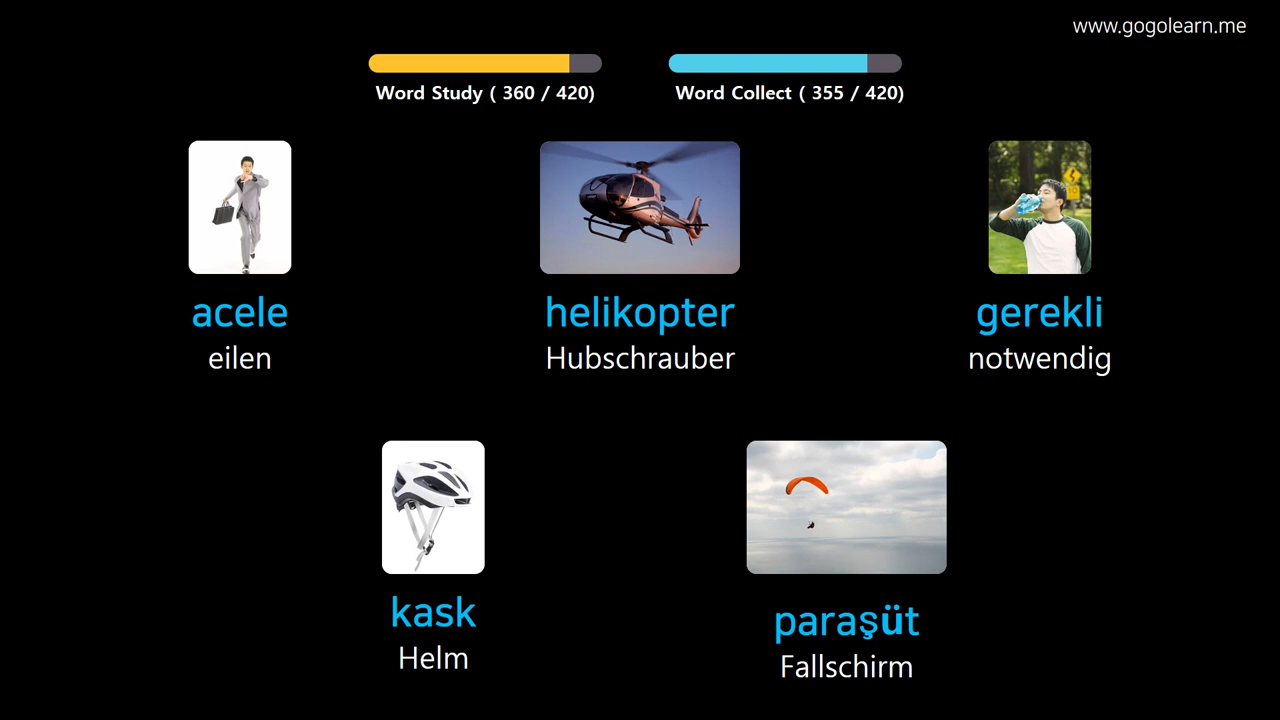 www.gogolearn.me
Word Study ( 360 / 420)
Word Collect ( 355 / 420)
acele
eilen
helikopter
Hubschrauber
gerekli
notwendig
kask
Helm
paraşüt
Fallschirm